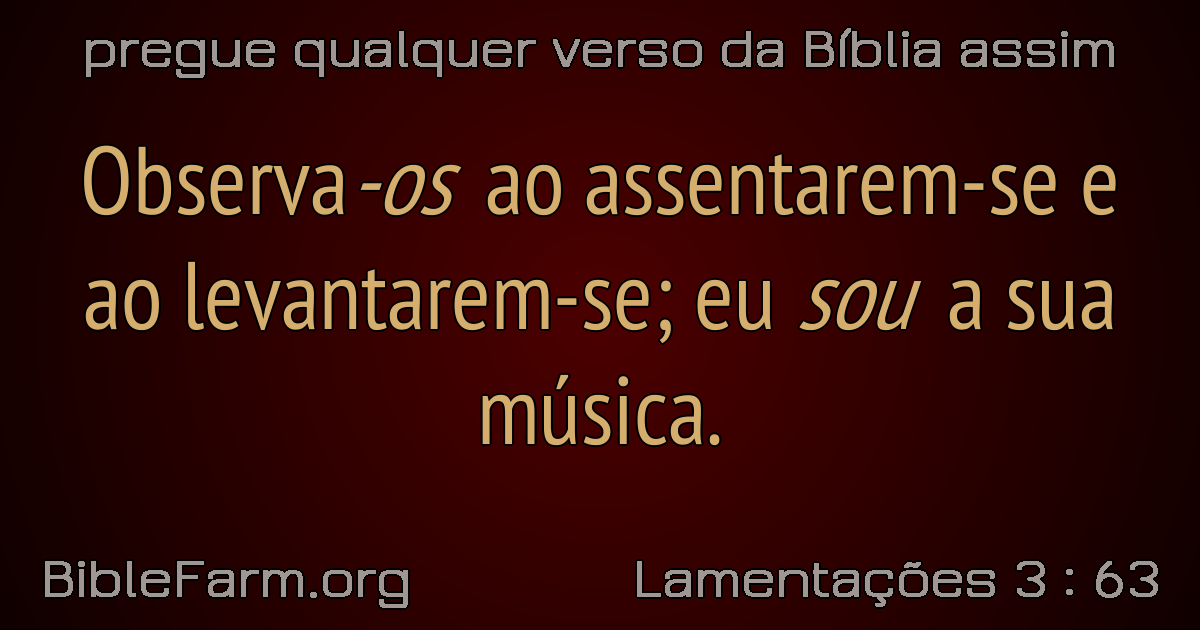 pregue qualquer verso da Bíblia assim
Observa-os ao assentarem-se e
ao levantarem-se; eu sou a sua
música.
BibleFarm.org
Lamentações 3 : 63